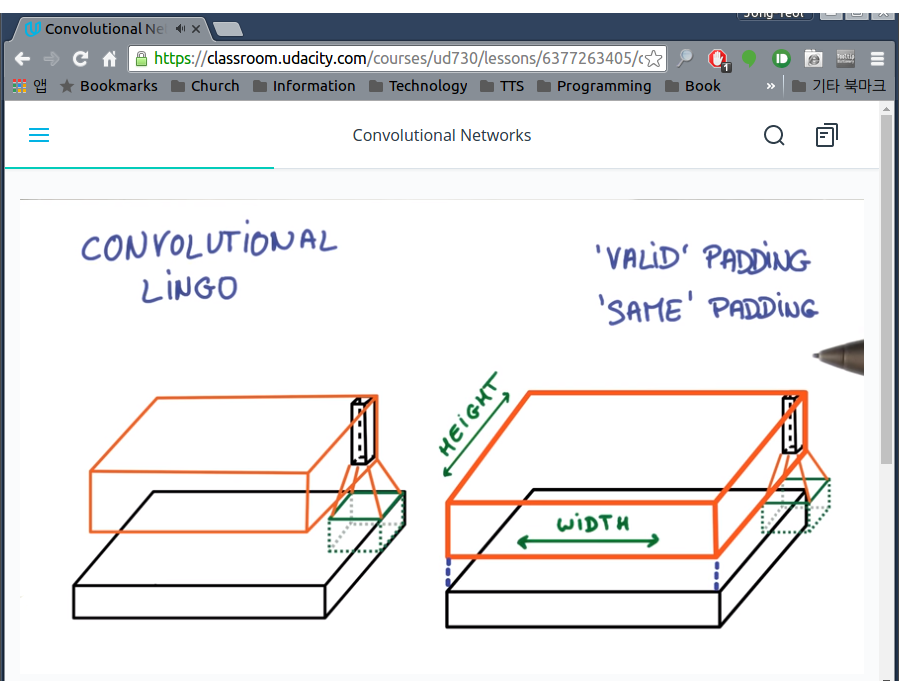 Jong Yeol
Convolutional Ne
https://classroom.udacity.com/courses/ud730/lessons/6377263405/c
앱 Bookmarks Church Information Technology TTS Programming Book » 기타 북마크
Convolutional Networks
CONVOLUTIONAL
LINGO
'VALID' PADDING
'SAME' PADDING
HEIGHT
WIDTH